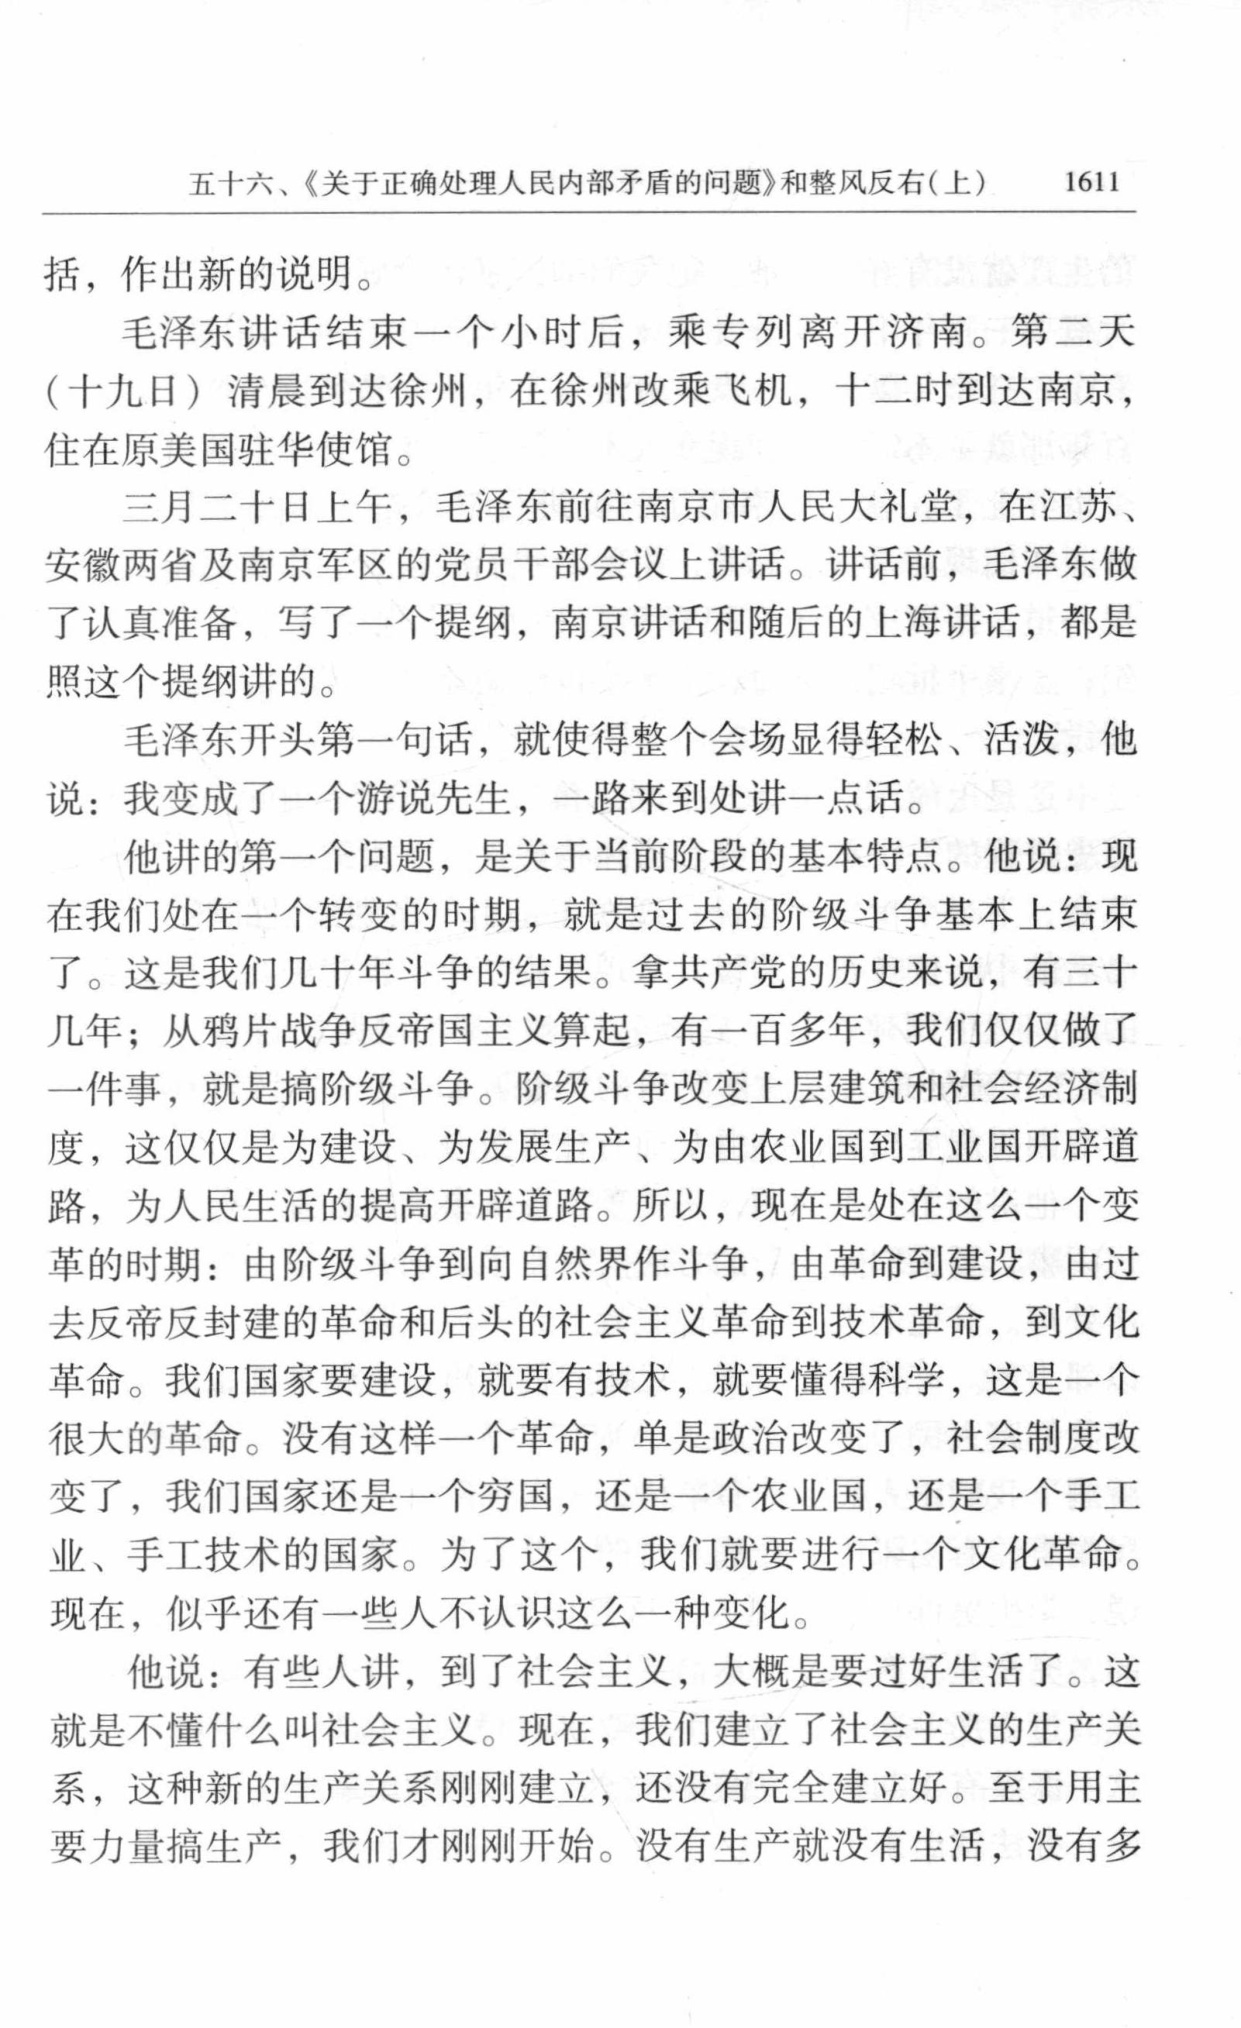 五十六、《关于正确处理人民内部矛盾的问题》和整风反右(上) 1611
括，作出新的说明。
毛泽东讲话结束一个小时后，乘专列离开济南。第二天
（十九日）清晨到达徐州，在徐州改乘飞机，十二时到达南京，
住在原美国驻华使馆。
三月二十日上午，毛泽东前往南京市人民大礼堂，在江苏、
安徽两省及南京军区的党员干部会议上讲话。讲话前，毛泽东做
了认真准备，写了一个提纲，南京讲话和随后的上海讲话，都是
照这个提纲讲的。
毛泽东开头第一句话，就使得整个会场显得轻松、活泼，他
说：我变成了一个游说先生，一路来到处讲一点话。
他讲的第一个问题，是关于当前阶段的基本特点。他说：现
在我们处在一个转变的时期，就是过去的阶级斗争基本上结束
了。这是我们几十年斗争的结果。拿共产党的历史来说，有三十
几年；从鸦片战争反帝国主义算起，有一百多年，我们仅仅做了
一件事，就是搞阶级斗争。阶级斗争改变上层建筑和社会经济制
度，这仅仅是为建设、为发展生产、为由农业国到工业国开辟道
路，为人民生活的提高开辟道路。所以，现在是处在这么一个变
革的时期：由阶级斗争到向自然界作斗争，由革命到建设，由过
去反帝反封建的革命和后头的社会主义革命到技术革命，到文化
革命。我们国家要建设，就要有技术，就要懂得科学，这是一个
很大的革命。没有这样一个革命，单是政治改变了，社会制度改
变了，我们国家还是一个穷国，还是一个农业国，还是一个手工
业、手工技术的国家。为了这个，我们就要进行一个文化革命。
现在，似乎还有一些人不认识这么一种变化。
他说：有些人讲，到了社会主义，大概是要过好生活了。这
就是不懂什么叫社会主义。现在，我们建立了社会主义的生产关
系，这种新的生产关系刚刚建立，还没有完全建立好。至于用主
要力量搞生产，我们才刚刚开始。没有生产就没有生活，没有多